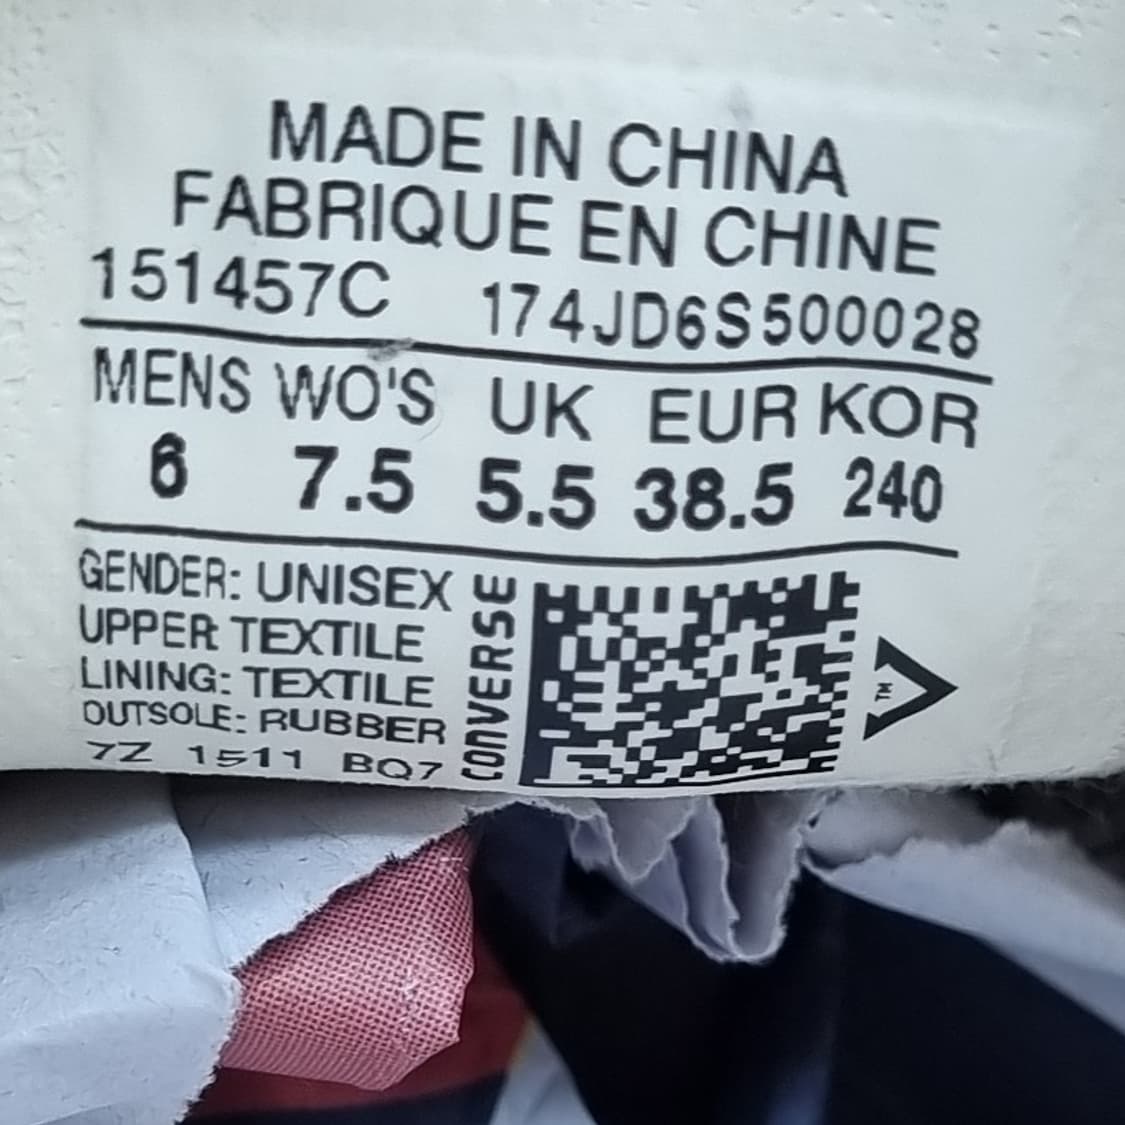 MADE IN CHINA
FABRIQUE EN CHINE
151457C 174JD6S500028
MENS WO'S UK EUR KOR
6 7.5 5.5 38.5 240
GENDER: UNISEX
UPPER: TEXTILE
LINING: TEXTILE
OUTSOLE: RUBBER
7Z 1511 BQ7
CONVERSE
TM